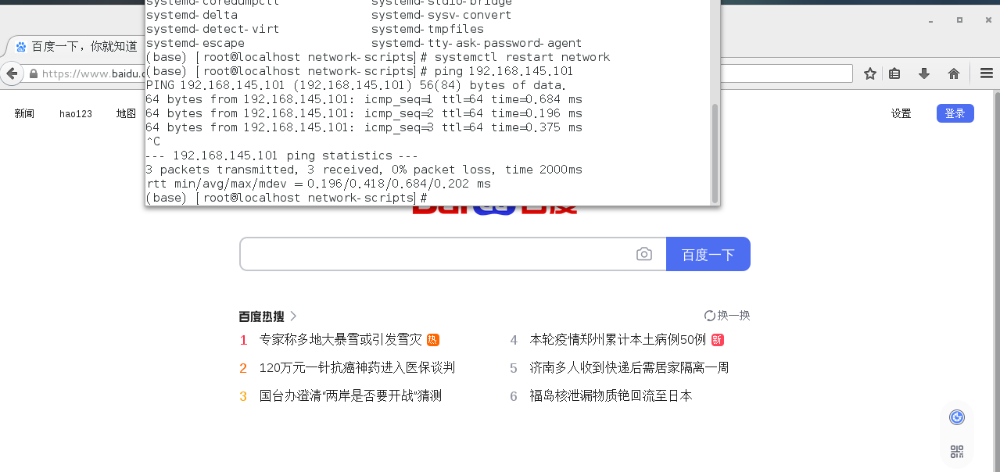 systemd-coredumpctl systemd-stdio-bridge
systemd-delta systemd-sysv-convert
systemd-detect-virt systemd-tmpfiles
systemd-escape systemd-tty-ask-password-agent
(base) [root@localhost network-scripts]# systemctl restart network
(base) [root@localhost network-scripts]# ping 192.168.145.101
PING 192.168.145.101 (192.168.145.101) 56(84) bytes of data.
64 bytes from 192.168.145.101: icmp_seq=1 ttl=64 time=0.684 ms
64 bytes from 192.168.145.101: icmp_seq=2 ttl=64 time=0.196 ms
64 bytes from 192.168.145.101: icmp_seq=3 ttl=64 time=0.375 ms
^C
--- 192.168.145.101 ping statistics ---
3 packets transmitted, 3 received, 0% packet loss, time 2000ms
rtt min/avg/max/mdev = 0.196/0.418/0.684/0.202 ms
(base) [root@localhost network-scripts]#
百度一下，你就知道
https://www.baidu.c
新闻 hao123 地图
设置 登录
Bai du 百度
百度一下
百度热搜 换一换
1 专家称多地大暴雪或引发雪灾 热
2 120万元一针抗癌神药进入医保谈判
3 国台办澄清“两岸是否要开战”猜测
4 本轮疫情郑州累计本土病例50例 新
5 济南多人收到快递后需居家隔离一周
6 福岛核泄漏物质铯回流至日本